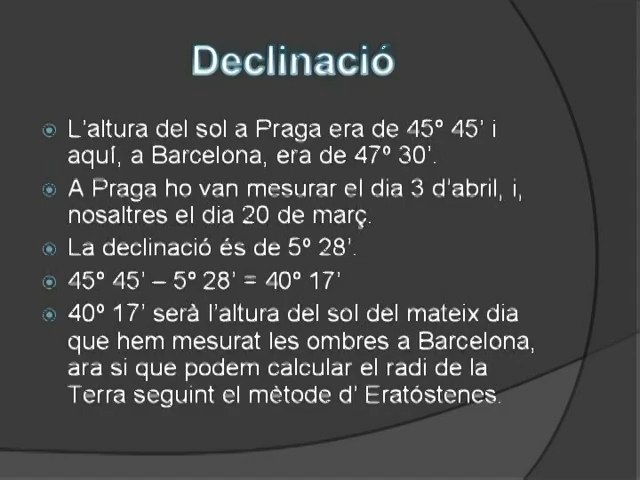 Declinació
L'altura del sol a Praga era de 45º 45' i
aquí, a Barcelona, era de 47º 30'.
A Praga ho van mesurar el dia 3 d'abril, i,
nosaltres el dia 20 de març.
La declinació és de 5º 28'.
45º 45' – 5º 28' = 40º 17'
40º 17' serà l'altura del sol del mateix dia
que hem mesurat les ombres a Barcelona,
ara si que podem calcular el radi de la
Terra seguint el mètode d' Eratóstenes.